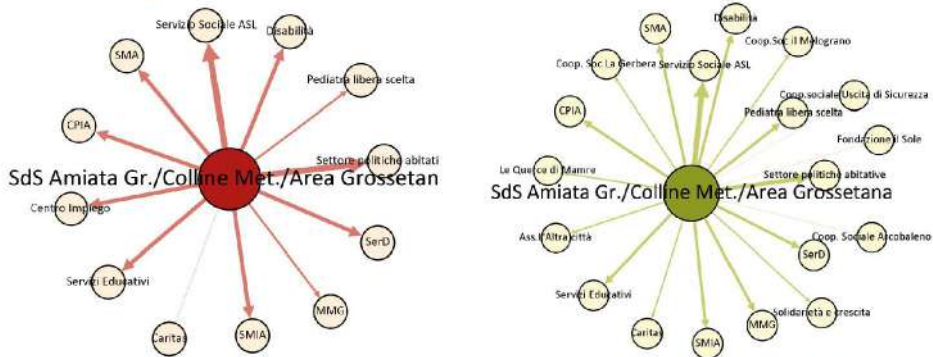 Servizio Sociale ASL
Disabilità
SMA
Pediatra libera scelta
CPIA
Settore politiche abitati
SdS Amiata Gr./Colline Met./Area Grossetan
Centro Impiego
SerD
Servizi Educativi
MMG
Caritas
SMIA
Disabilità
SMA
Coop.Soc il Melograno
Coop. Soc La Gerbera
Servizio Sociale ASL
Coop.sociale Uscita di Sicurezza
CPIA
Pediatra libera scelta
Fondazione il Sole
Le Querce di Mamre
Settore politiche abitative
SdS Amiata Gr./Colline Met./Area Grossetana
Ass.l'Altra città
Coop. Sociale Arcobaleno
SerD
Servizi Educativi
Solidarietà e crescita
Caritas
MMG
SMIA